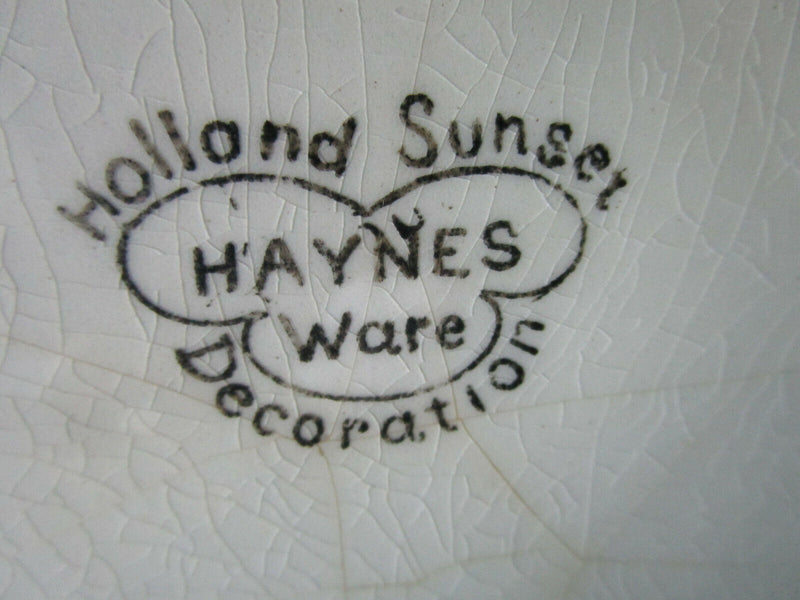 Holland Sunset
HAYNES
Ware
Decoration